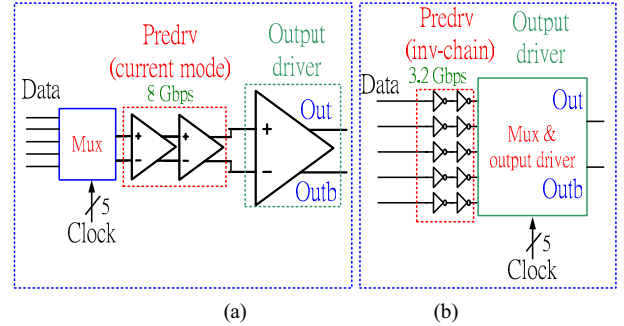 Predrv
(current mode)
8 Gbps
Output
driver
Data
Mux
+
−
+
−
+
−
Out
Outb
5
Clock
(a)
Predrv
(inv-chain)
3.2 Gbps
Output
driver
Data
Out
Mux &
output driver
Outb
5
Clock
(b)